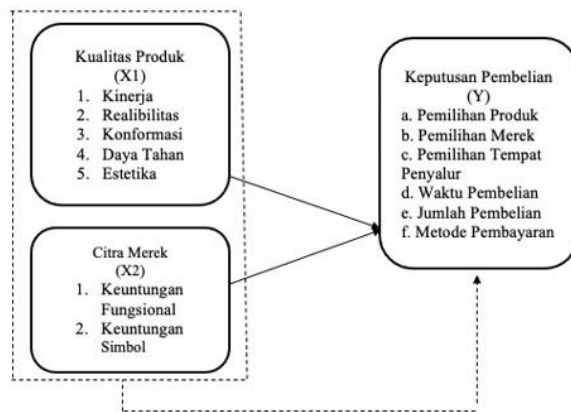 Kualitas Produk
(X1)
1. Kinerja
2. Realibilitas
3. Konformasi
4. Daya Tahan
5. Estetika
Citra Merek
(X2)
1. Keuntungan
Fungsional
2. Keuntungan
Simbol
Keputusan Pembelian
(Y)
a. Pemilihan Produk
b. Pemilihan Merek
c. Pemilihan Tempat
Penyalur
d. Waktu Pembelian
e. Jumlah Pembelian
f. Metode Pembayaran